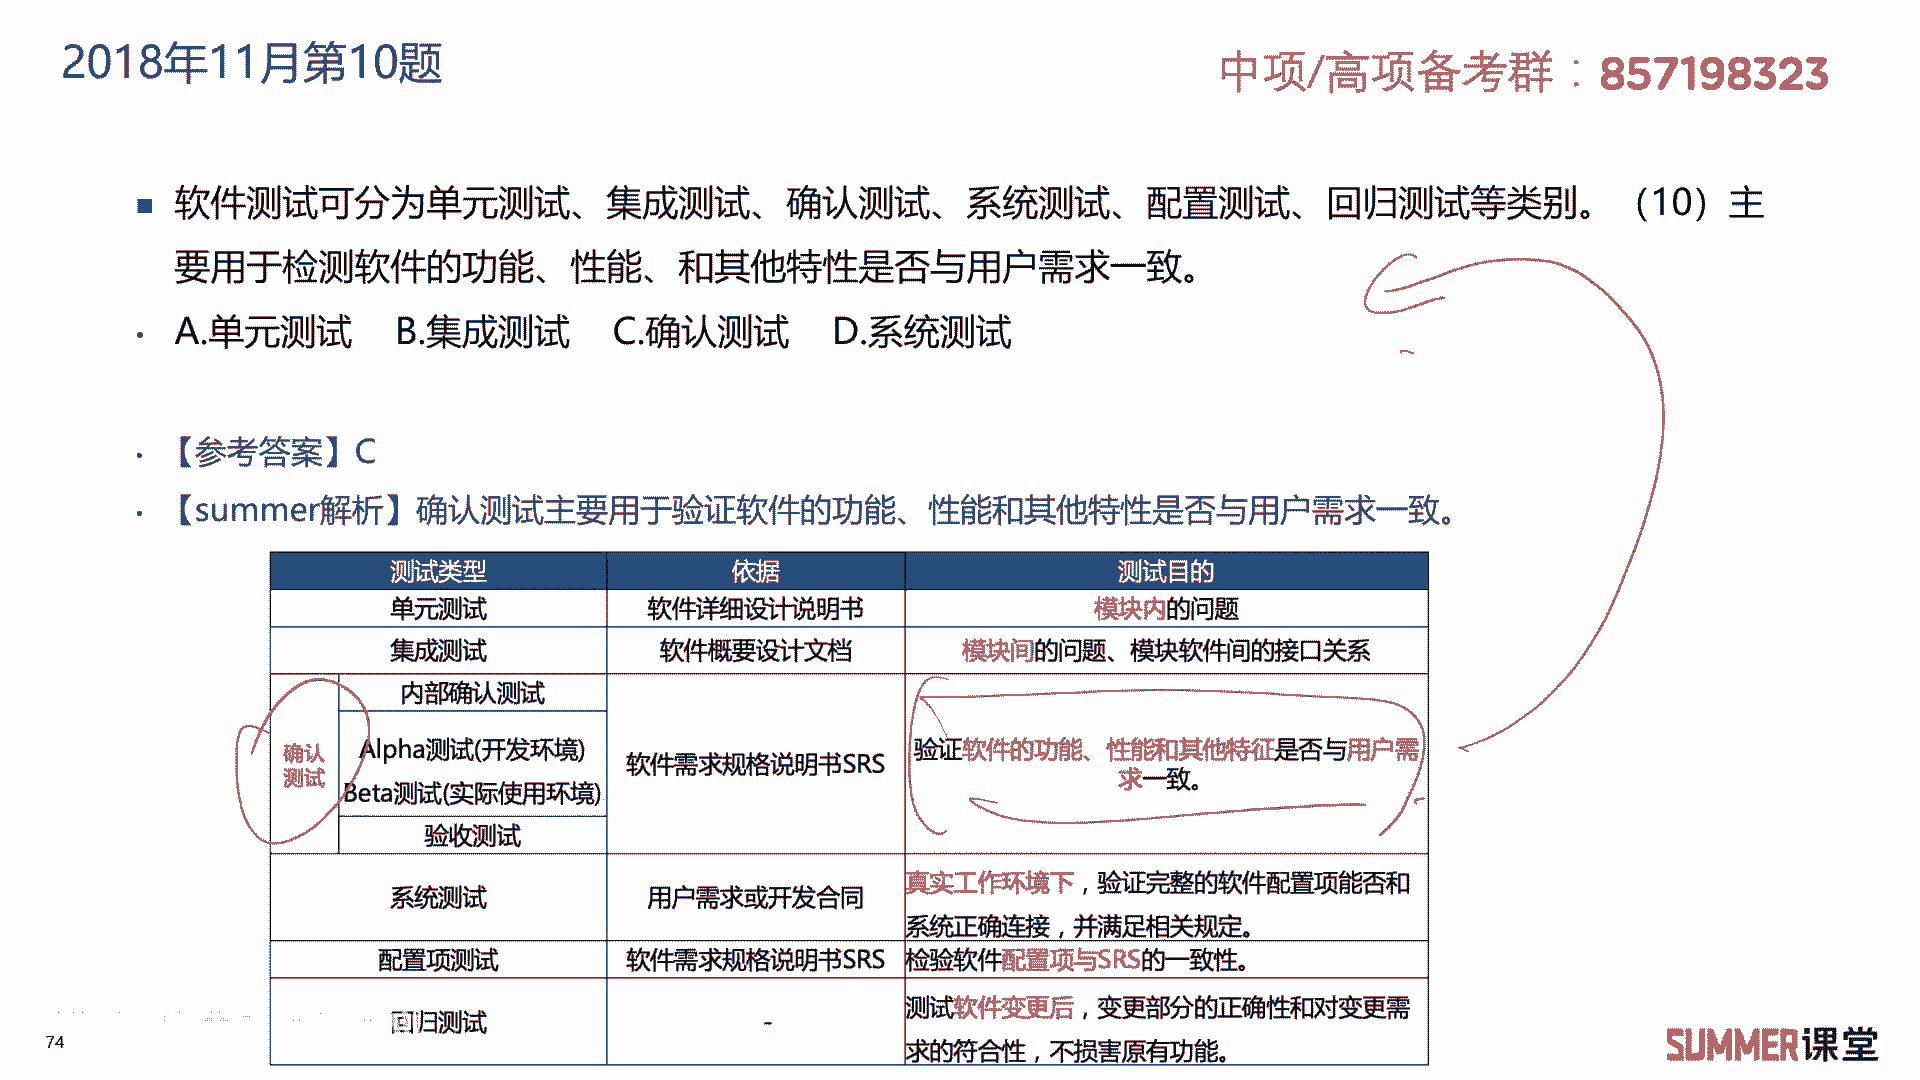 2018年11月第10题
中项/高项备考群：857198323
■ 软件测试可分为单元测试、集成测试、确认测试、系统测试、配置测试、回归测试等类别。（10）主
要用于检测软件的功能、性能、和其他特性是否与用户需求一致。
• A.单元测试 B.集成测试 C.确认测试 D.系统测试
• 【参考答案】C
• 【summer解析】确认测试主要用于验证软件的功能、性能和其他特性是否与用户需求一致。
测试类型 依据 测试目的
单元测试 软件详细设计说明书 模块内的问题
集成测试 软件概要设计文档 模块间的问题、模块软件间的接口关系
确认
测试
内部确认测试
Alpha测试(开发环境)
Beta测试(实际使用环境)
验收测试
软件需求规格说明书SRS
验证软件的功能、性能和其他特征是否与用户需
求一致。
系统测试 用户需求或开发合同
真实工作环境下，验证完整的软件配置项能否和
系统正确连接，并满足相关规定。
配置项测试 软件需求规格说明书SRS 检验软件配置项与SRS的一致性。
回归测试 -
测试软件变更后，变更部分的正确性和对变更需
求的符合性，不损害原有功能。
74
SUMMER课堂